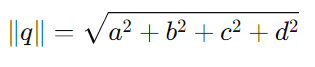 ‖q‖ = √a² + b² + c² + d²